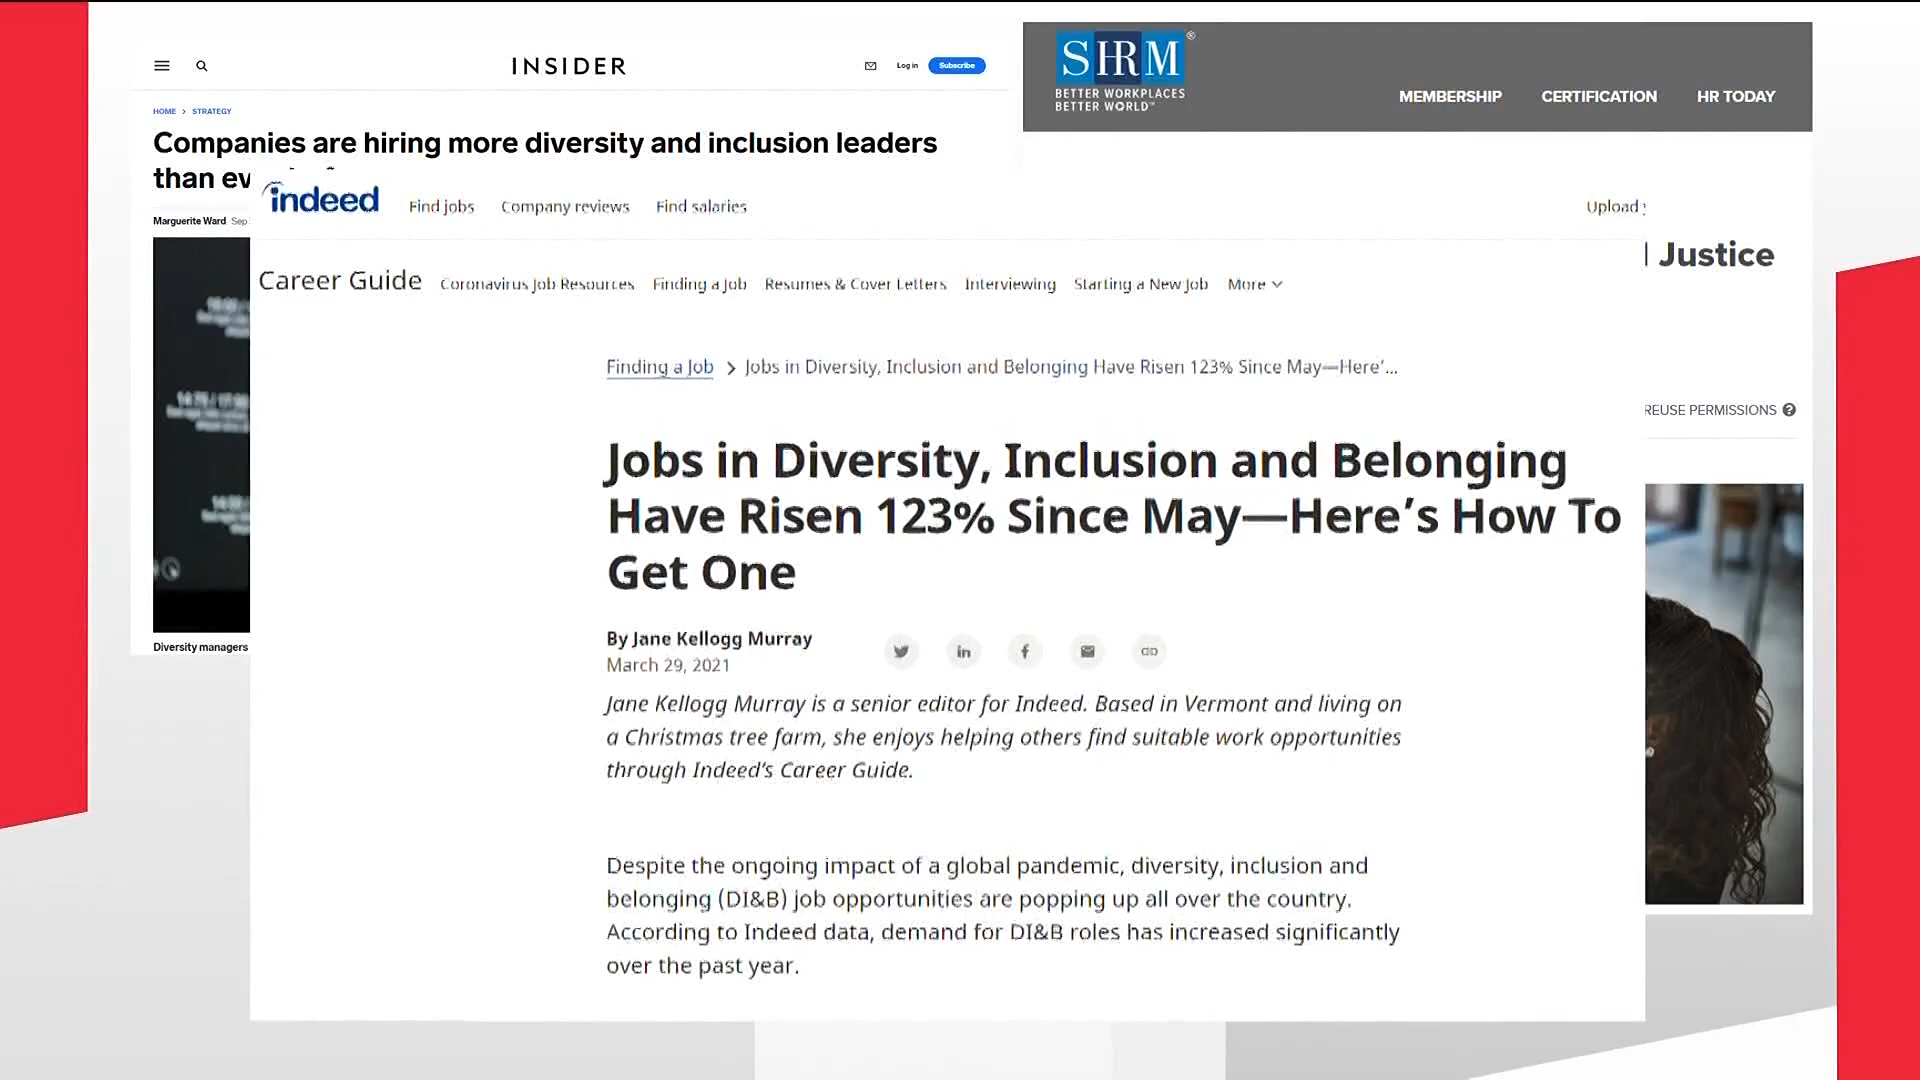 INSIDER
Log in
Subscribe
HOME > STRATEGY
Companies are hiring more diversity and inclusion leaders
than ev
Marguerite Ward Sep
Diversity managers
SHRM®
BETTER WORKPLACES
BETTER WORLD™
MEMBERSHIP CERTIFICATION HR TODAY
Justice
REUSE PERMISSIONS
indeed Find jobs Company reviews Find salaries Upload
Career Guide Coronavirus Job Resources Finding a Job Resumes & Cover Letters Interviewing Starting a New Job More
Finding a Job > Jobs in Diversity, Inclusion and Belonging Have Risen 123% Since May—Here’...
Jobs in Diversity, Inclusion and Belonging
Have Risen 123% Since May—Here’s How To
Get One
By Jane Kellogg Murray
March 29, 2021
Jane Kellogg Murray is a senior editor for Indeed. Based in Vermont and living on
a Christmas tree farm, she enjoys helping others find suitable work opportunities
through Indeed’s Career Guide.
Despite the ongoing impact of a global pandemic, diversity, inclusion and
belonging (DI&B) job opportunities are popping up all over the country.
According to Indeed data, demand for DI&B roles has increased significantly
over the past year.